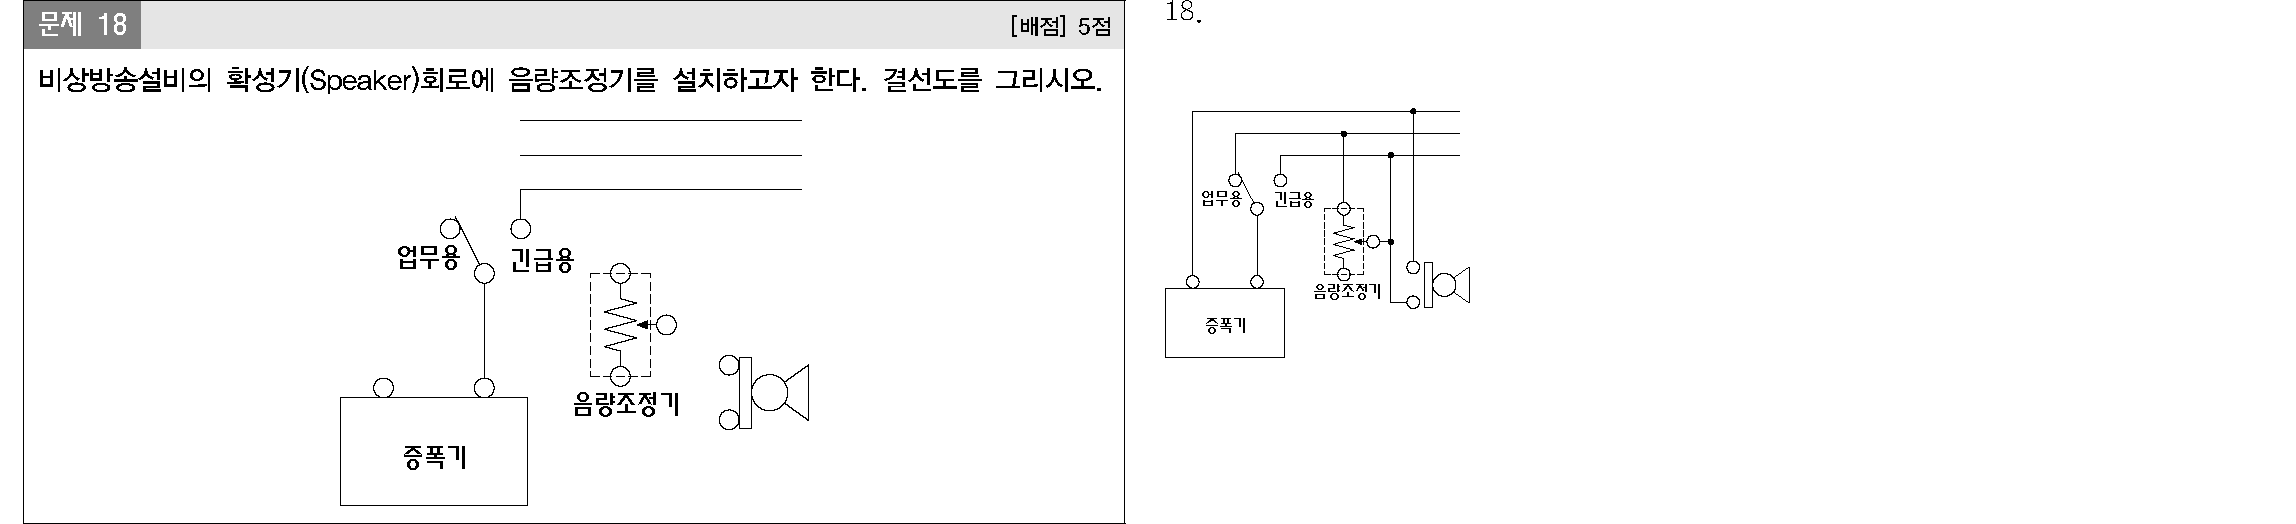 문제 18
[배점] 5점
비상방송설비의 확성기(Speaker)회로에 음량조정기를 설치하고자 한다. 결선도를 그리시오.
업무용
긴급용
음량조정기
증폭기
18.
업무용
긴급용
음량조정기
증폭기